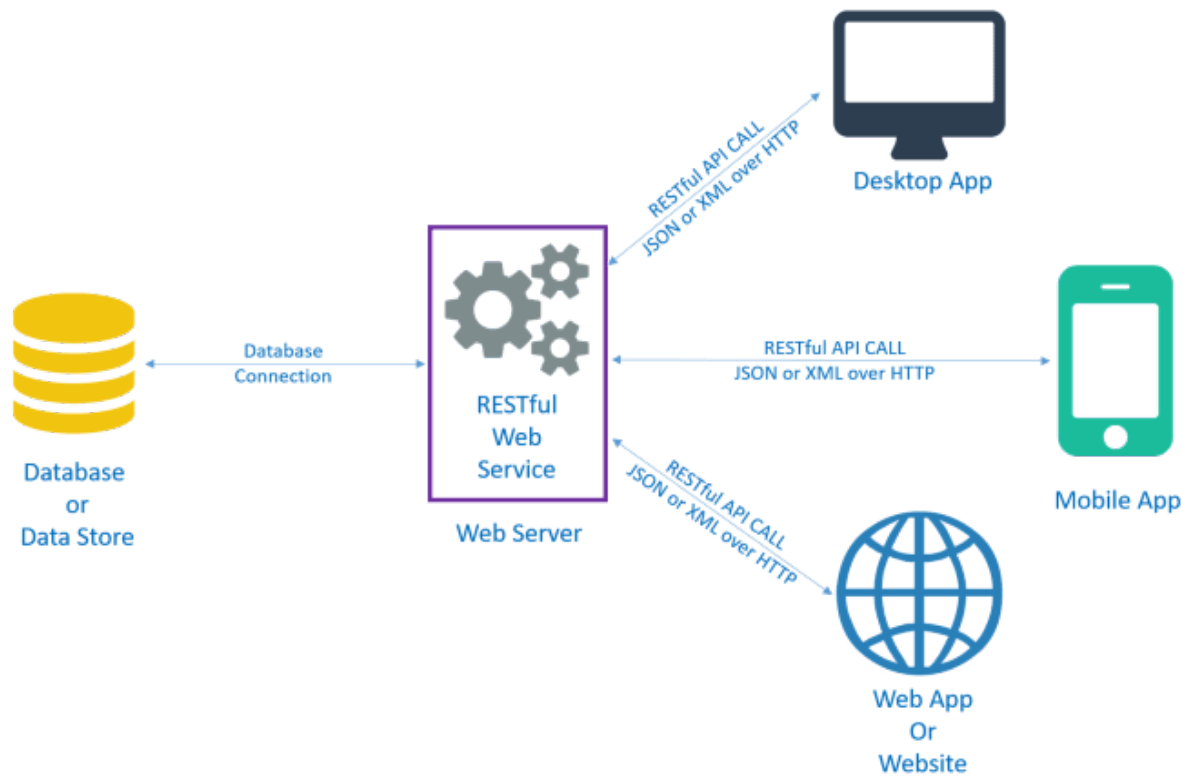 RESTful API CALL
JSON or XML over HTTP
Desktop App
Database
Connection
RESTful
Web
Service
Web Server
RESTful API CALL
JSON or XML over HTTP
Database
or
Data Store
Mobile App
RESTful API CALL
JSON or XML over HTTP
Web App
Or
Website